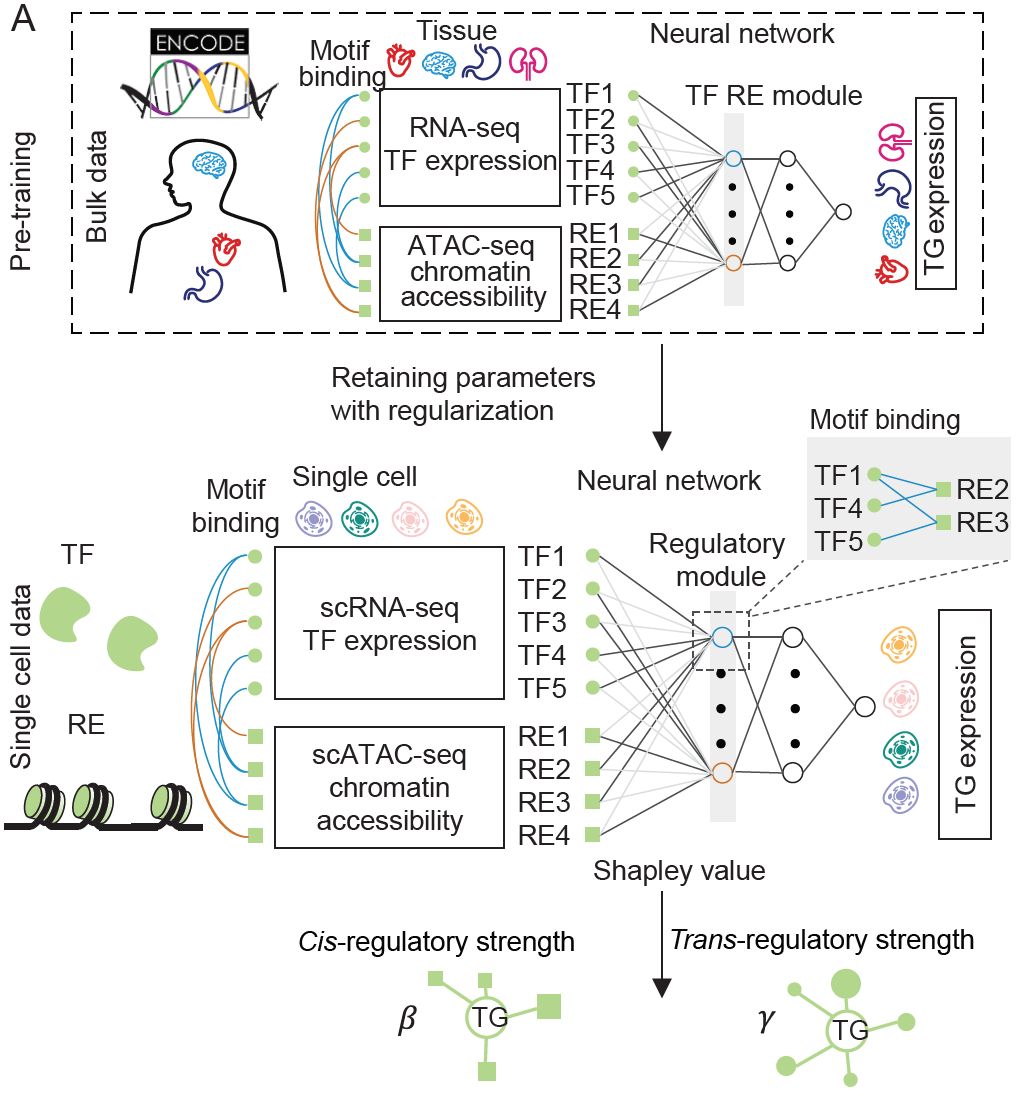 A
Pre-training
Bulk data
ENCODE
Motif
binding
Tissue
RNA-seq
TF expression
ATAC-seq
chromatin
accessibility
TF1
TF2
TF3
TF4
TF5
RE1
RE2
RE3
RE4
Neural network
TF RE module
TG expression
Retaining parameters
with regularization
Single cell data
TF
RE
Motif
binding
Single cell
scRNA-seq
TF expression
scATAC-seq
chromatin
accessibility
TF1
TF2
TF3
TF4
TF5
RE1
RE2
RE3
RE4
Neural network
Regulatory
module
Motif binding
TF1
TF4
TF5
RE2
RE3
TG expression
Shapley value
Cis-regulatory strength
β
TG
Trans-regulatory strength
γ
TG